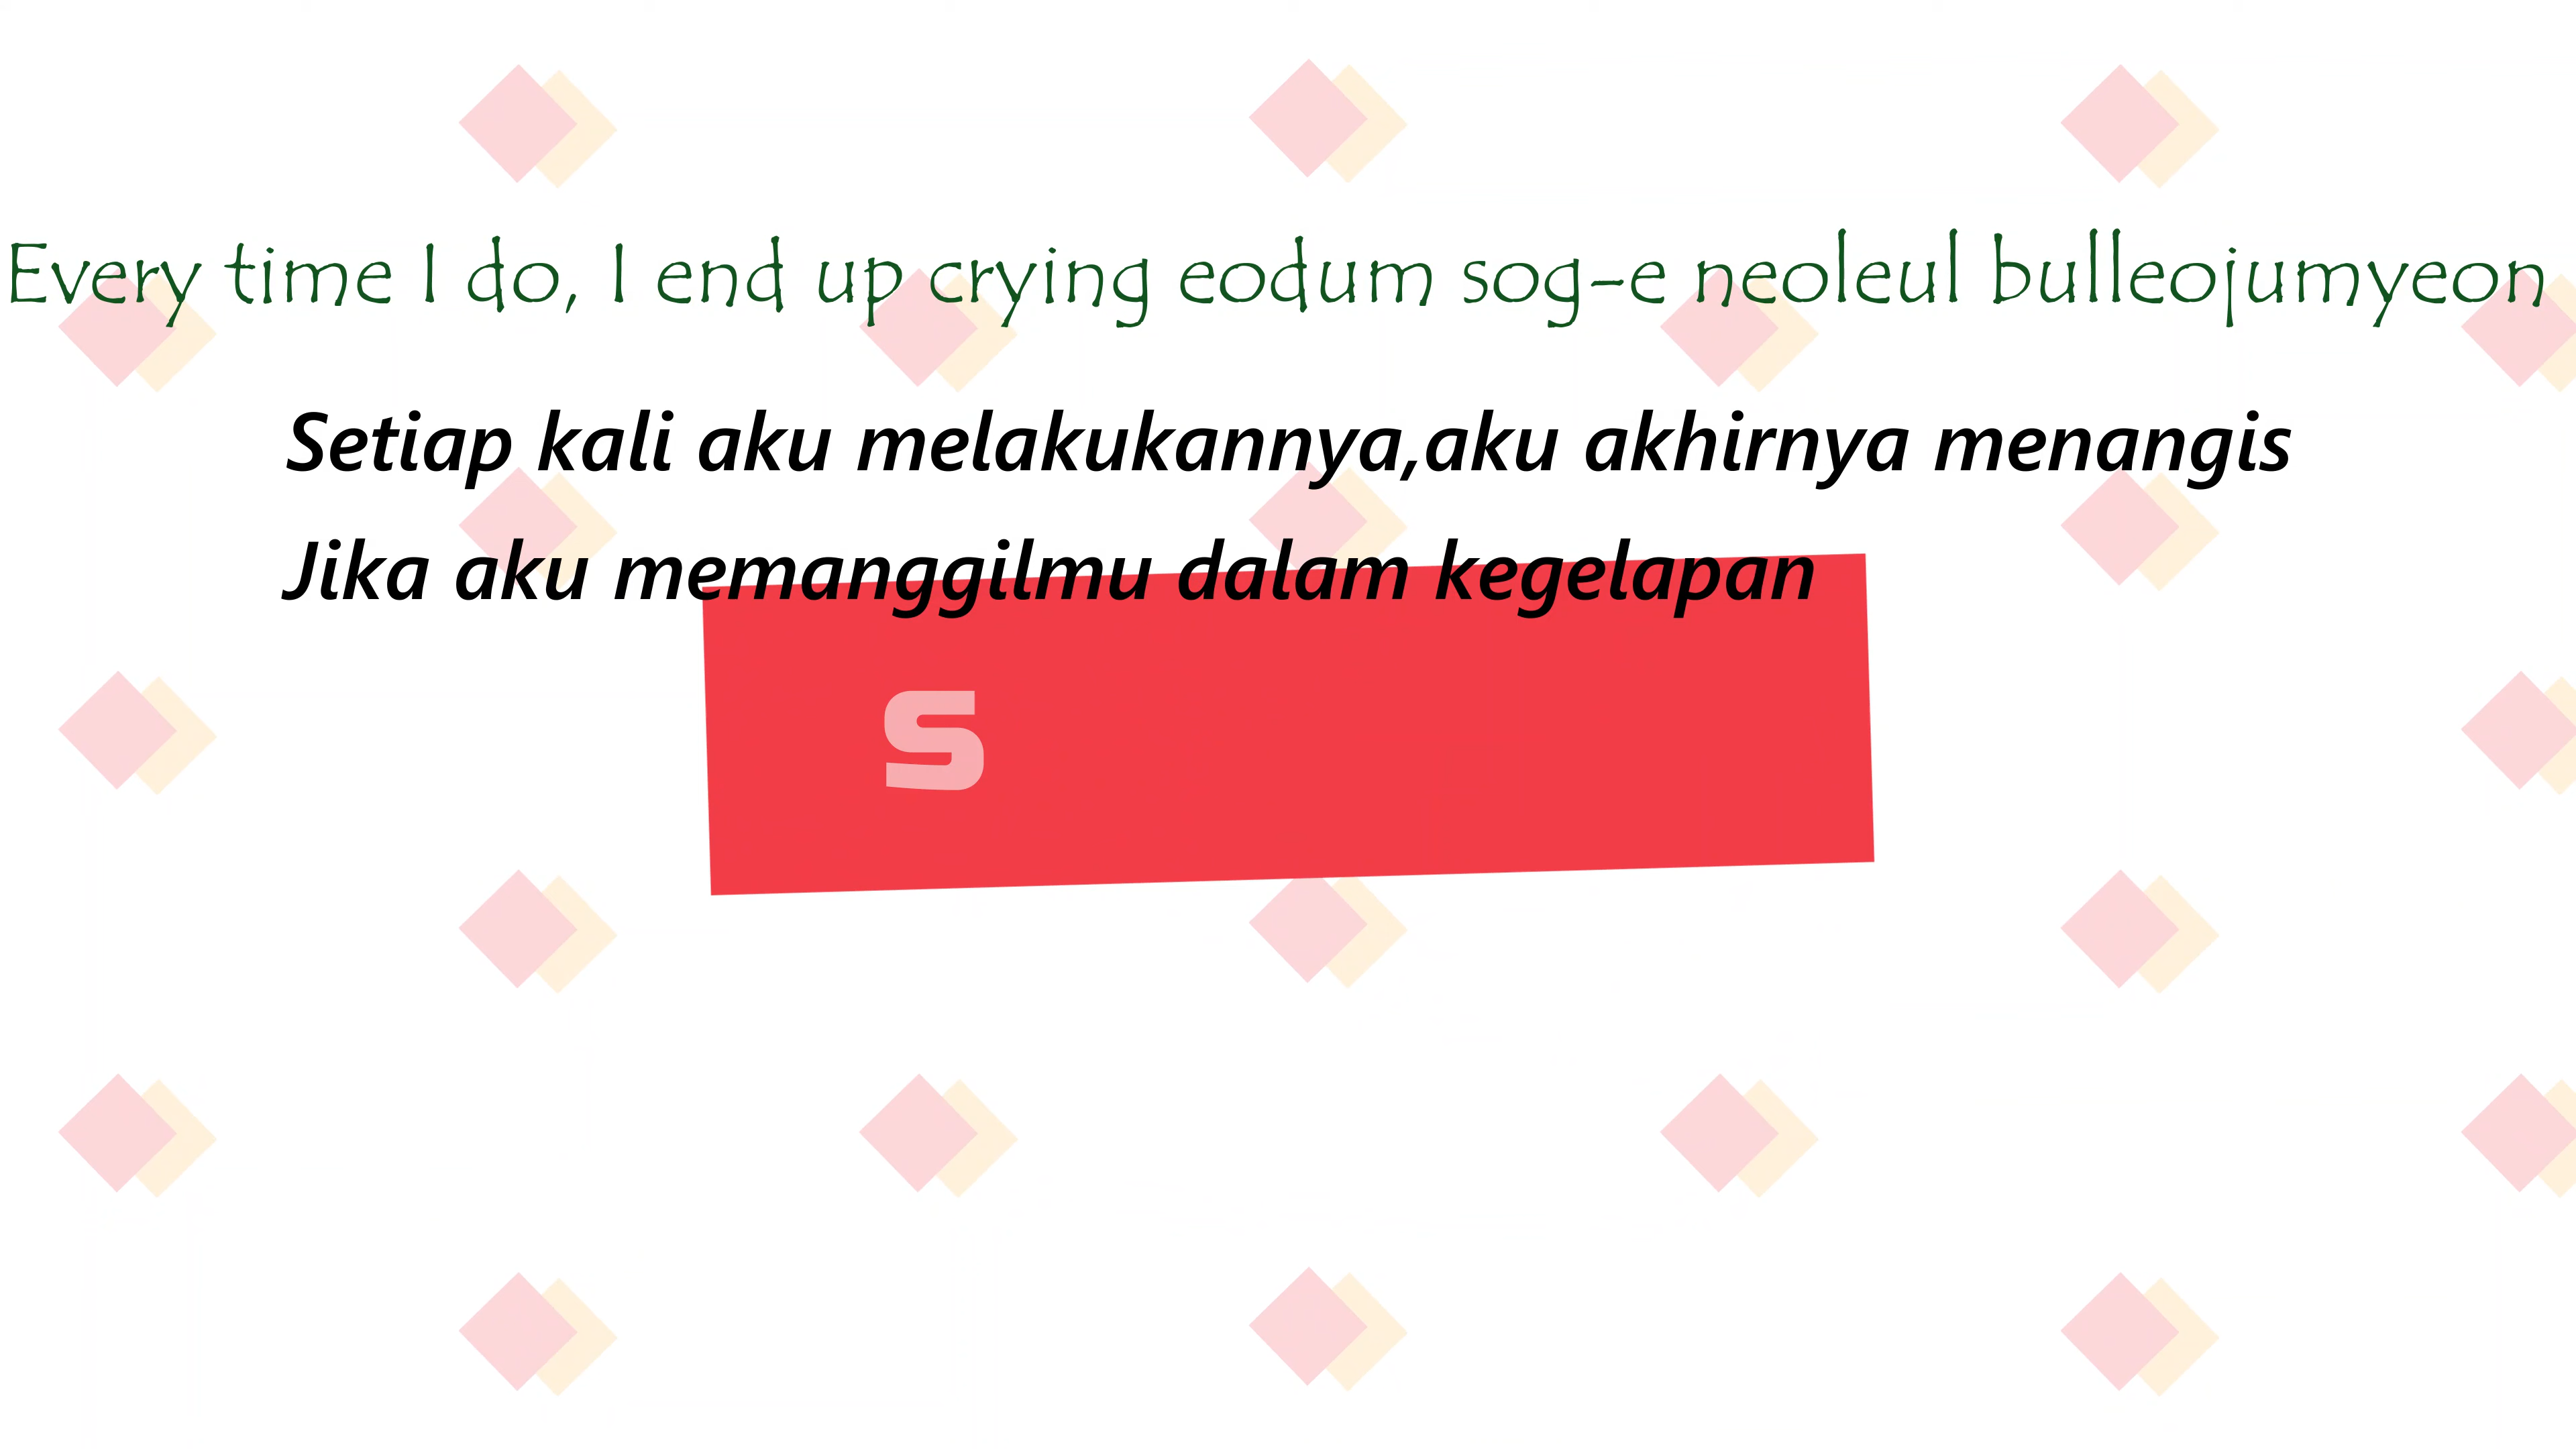 Every time I do, I end up crying eodum sog-e neoleul bulleojumyeon
Setiap kali aku melakukannya,aku akhirnya menangis
Jika aku memanggilmu dalam kegelapan
S